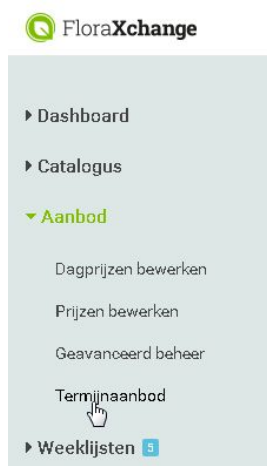 FloraXchange
Dashboard
Catalogus
Aanbod
Dagprijzen bewerken
Prijzen bewerken
Geavanceerd beheer
Termijnaanbod
Weeklijsten 5